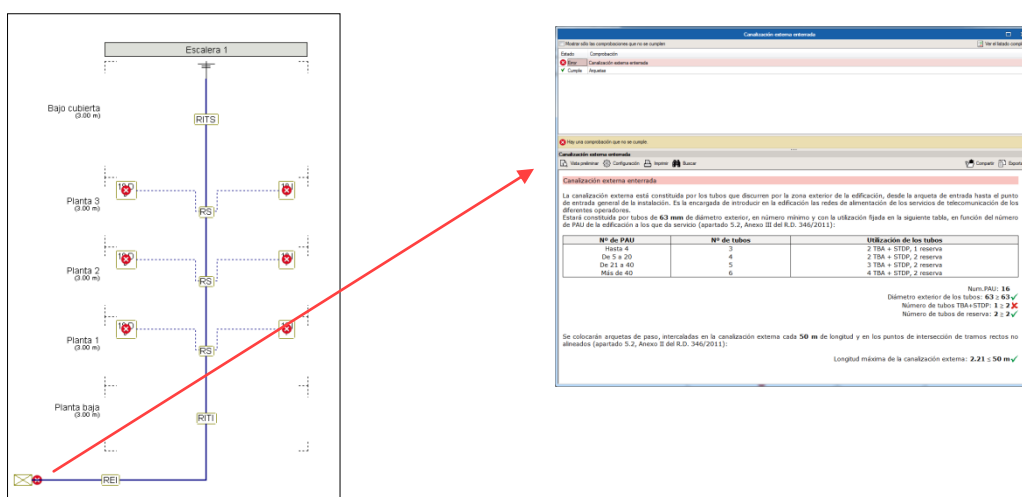 Escalera 1
Bajo cubierta
(3.00 m)
RITS
Planta 3
(3.00 m)
RS
Planta 2
(3.00 m)
RS
Planta 1
(3.00 m)
RS
Planta baja
(3.00 m)
RITI
REI
Canalización externa enterrada
Mostrar sólo las comprobaciones que no se cumplen
Ver el listado compl
Estado Comprobación
Error Canalización externa enterrada
Cumple Arquetas
Hay una comprobación que no se cumple.
Canalización externa enterrada
Vista preliminar Configuración Imprimir Buscar Compartir Exportar
Canalización externa enterrada
La canalización externa está constituida por los tubos que discurren por la zona exterior de la edificación, desde la arqueta de entrada hasta el punto
de entrada general de la instalación. Es la encargada de introducir en la edificación las redes de alimentación de los servicios de telecomunicación de los
diferentes operadores.
Estará constituida por tubos de 63 mm de diámetro exterior, en número mínimo y con la utilización fijada en la siguiente tabla, en función del número
de PAU de la edificación a los que da servicio (apartado 5.2, Anexo III del R.D. 346/2011):
Nº de PAU Nº de tubos Utilización de los tubos
Hasta 4 3 2 TBA + STDP, 1 reserva
De 5 a 20 4 2 TBA + STDP, 2 reserva
De 21 a 40 5 3 TBA + STDP, 2 reserva
Más de 40 6 4 TBA + STDP, 2 reserva
Num.PAU: 16
Diámetro exterior de los tubos: 63 ≥ 63
Número de tubos TBA+STDP: 1 ≥ 2
Número de tubos de reserva: 2 ≥ 2
Se colocarán arquetas de paso, intercaladas en la canalización externa cada 50 m de longitud y en los puntos de intersección de tramos rectos no
alineados (apartado 5.2, Anexo II del R.D. 346/2011):
Longitud máxima de la canalización externa: 2.21 ≤ 50 m